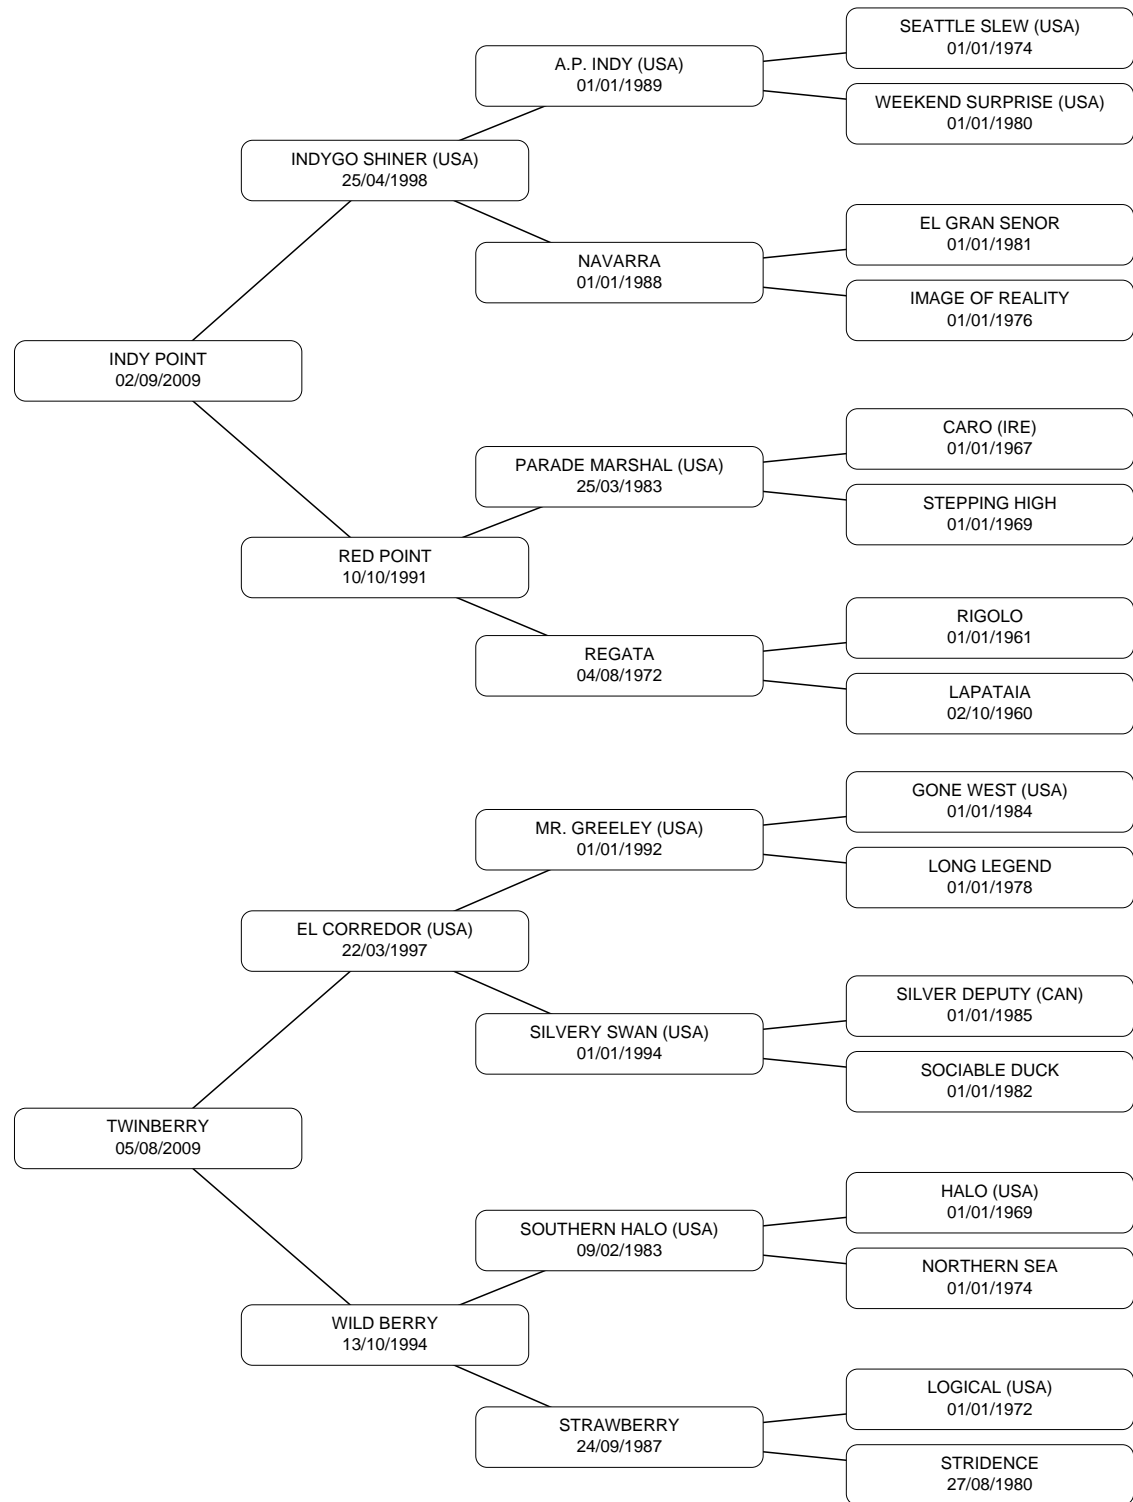 SEATTLE SLEW (USA)
01/01/1974
A.P. INDY (USA)
01/01/1989
WEEKEND SURPRISE (USA)
01/01/1980
INDYGO SHINER (USA)
25/04/1998
EL GRAN SENOR
01/01/1981
NAVARRA
01/01/1988
IMAGE OF REALITY
01/01/1976
INDY POINT
02/09/2009
CARO (IRE)
01/01/1967
PARADE MARSHAL (USA)
25/03/1983
STEPPING HIGH
01/01/1969
RED POINT
10/10/1991
RIGOLO
01/01/1961
REGATA
04/08/1972
LAPATAIA
02/10/1960
GONE WEST (USA)
01/01/1984
MR. GREELEY (USA)
01/01/1992
LONG LEGEND
01/01/1978
EL CORREDOR (USA)
22/03/1997
SILVER DEPUTY (CAN)
01/01/1985
SILVERY SWAN (USA)
01/01/1994
SOCIABLE DUCK
01/01/1982
TWINBERRY
05/08/2009
HALO (USA)
01/01/1969
SOUTHERN HALO (USA)
09/02/1983
NORTHERN SEA
01/01/1974
WILD BERRY
13/10/1994
LOGICAL (USA)
01/01/1972
STRAWBERRY
24/09/1987
STRIDENCE
27/08/1980